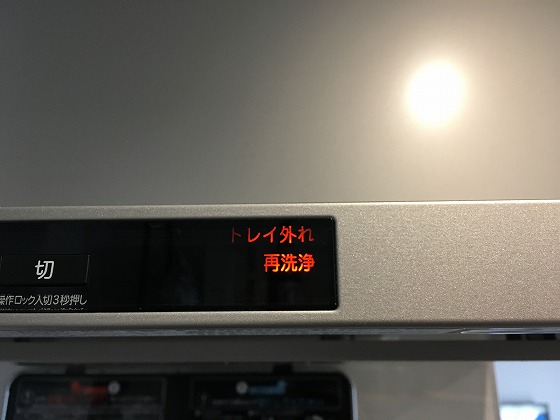 トレイ外れ
再洗浄
切
操作ロック入切3秒押し